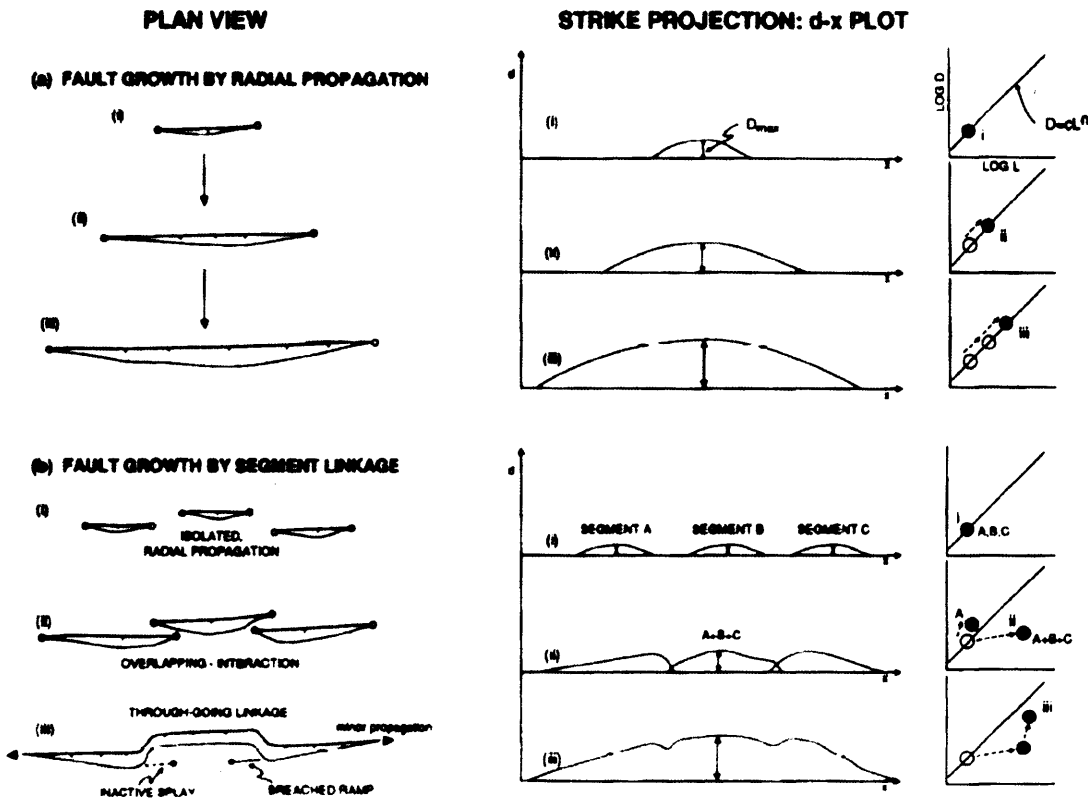 PLAN VIEW
STRIKE PROJECTION: d-x PLOT
(a) FAULT GROWTH BY RADIAL PROPAGATION
(i)
(ii)
(iii)
d
(i)
Dmax
x
(ii)
x
(iii)
x
LOG D
i
D=cLⁿ
LOG L
ii
iii
(b) FAULT GROWTH BY SEGMENT LINKAGE
(i)
ISOLATED,
RADIAL PROPAGATION
(ii)
OVERLAPPING - INTERACTION
THROUGH-GOING LINKAGE
(iii)
minor propagation
INACTIVE SPLAY
BREACHED RAMP
d
SEGMENT A
SEGMENT B
SEGMENT C
(i)
x
A+B+C
(ii)
x
(iii)
x
i
A,B,C
A
ii
A+B+C
iii